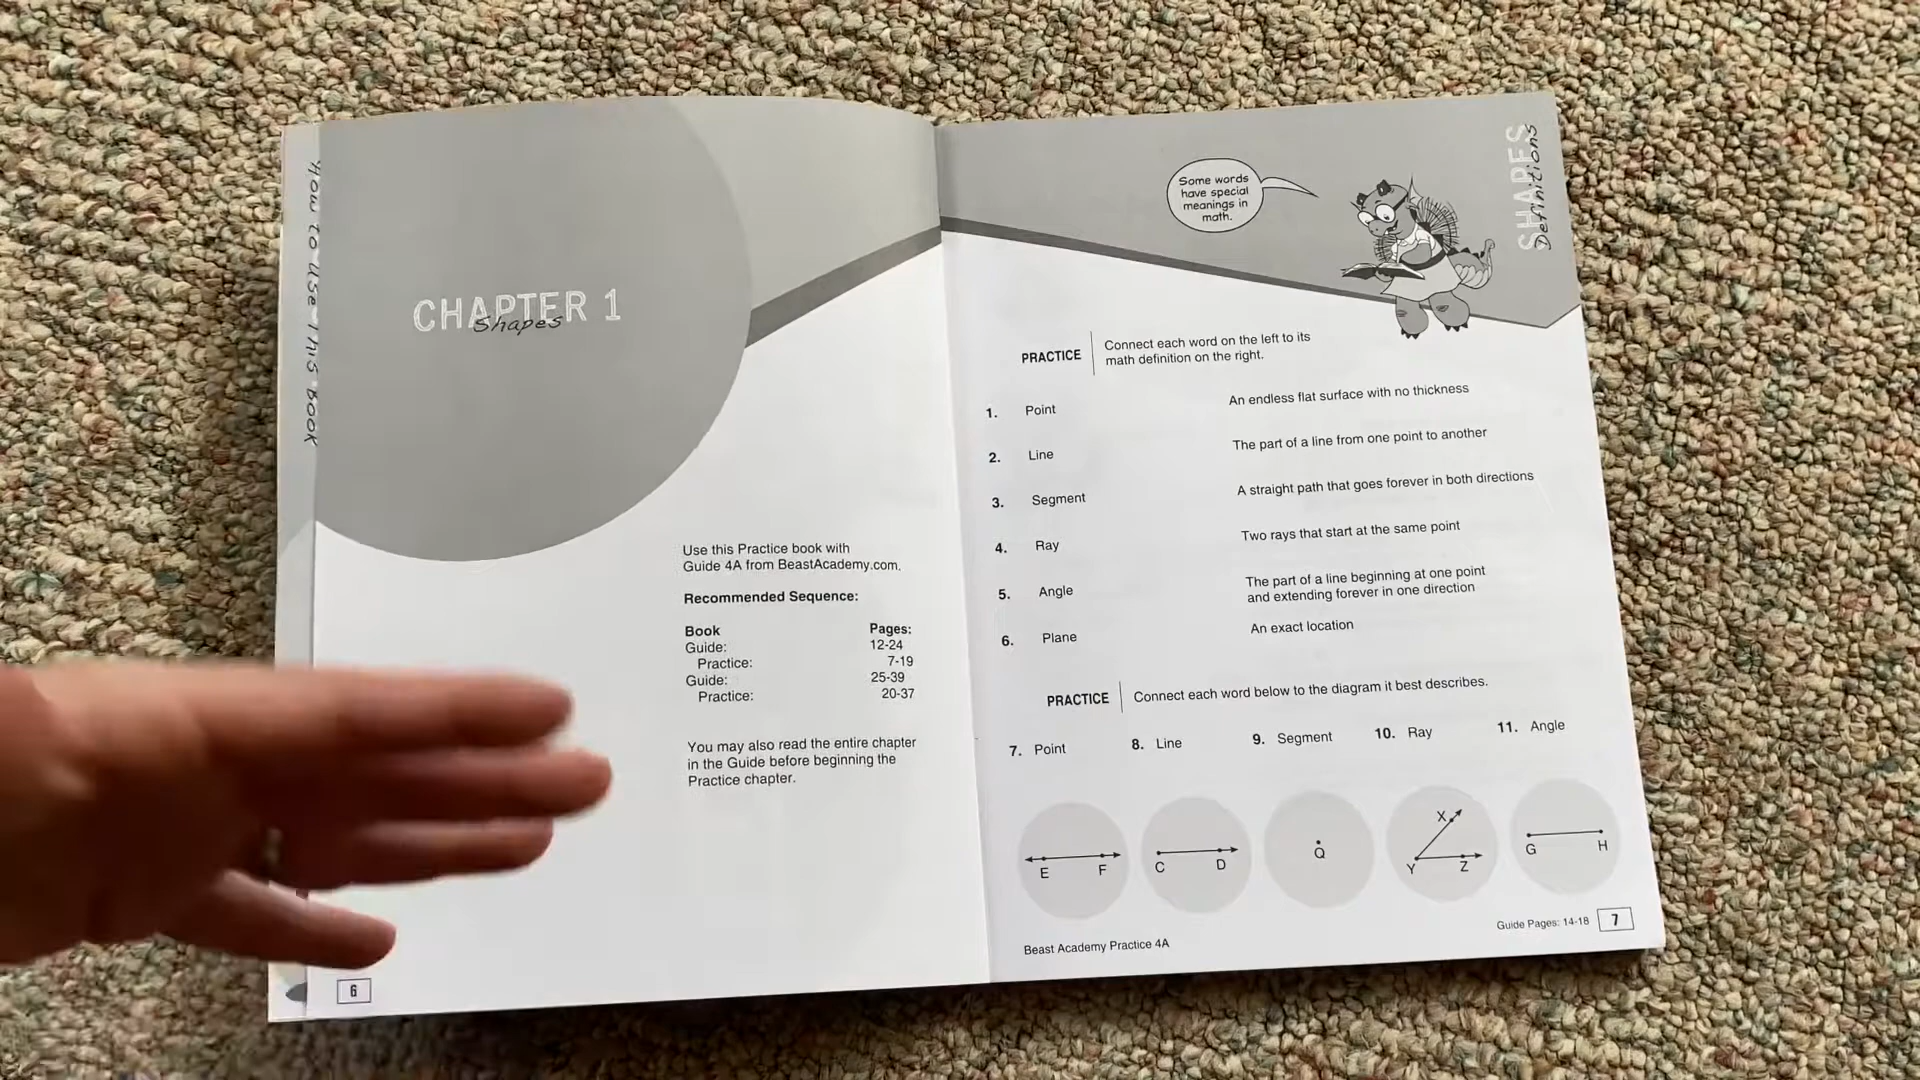 How to Use This Book
CHAPTER 1
Shapes
Use this Practice book with
Guide 4A from BeastAcademy.com.
Recommended Sequence:
Book Pages:
Guide: 12-24
Practice: 7-19
Guide: 25-39
Practice: 20-37
You may also read the entire chapter
in the Guide before beginning the
Practice chapter.
6
SHAPES
Definitions
Some words
have special
meanings in
math.
PRACTICE
Connect each word on the left to its
math definition on the right.
1. Point An endless flat surface with no thickness
2. Line The part of a line from one point to another
3. Segment A straight path that goes forever in both directions
4. Ray Two rays that start at the same point
5. Angle The part of a line beginning at one point
and extending forever in one direction
6. Plane An exact location
PRACTICE Connect each word below to the diagram it best describes.
7. Point 8. Line 9. Segment 10. Ray 11. Angle
E F C D Q X Y Z G H
Beast Academy Practice 4A Guide Pages: 14-18 7